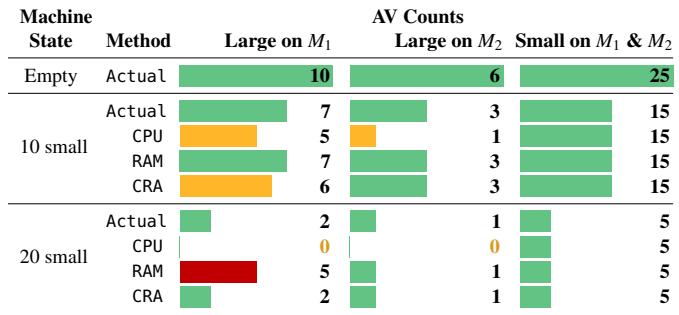 Machine AV Counts
State Method Large on M1 Large on M2 Small on M1 & M2
Empty Actual 10 6 25
Actual 7 3 15
10 small CPU 5 1 15
RAM 7 3 15
CRA 6 3 15
Actual 2 1 5
20 small CPU 0 0 5
RAM 5 1 5
CRA 2 1 5